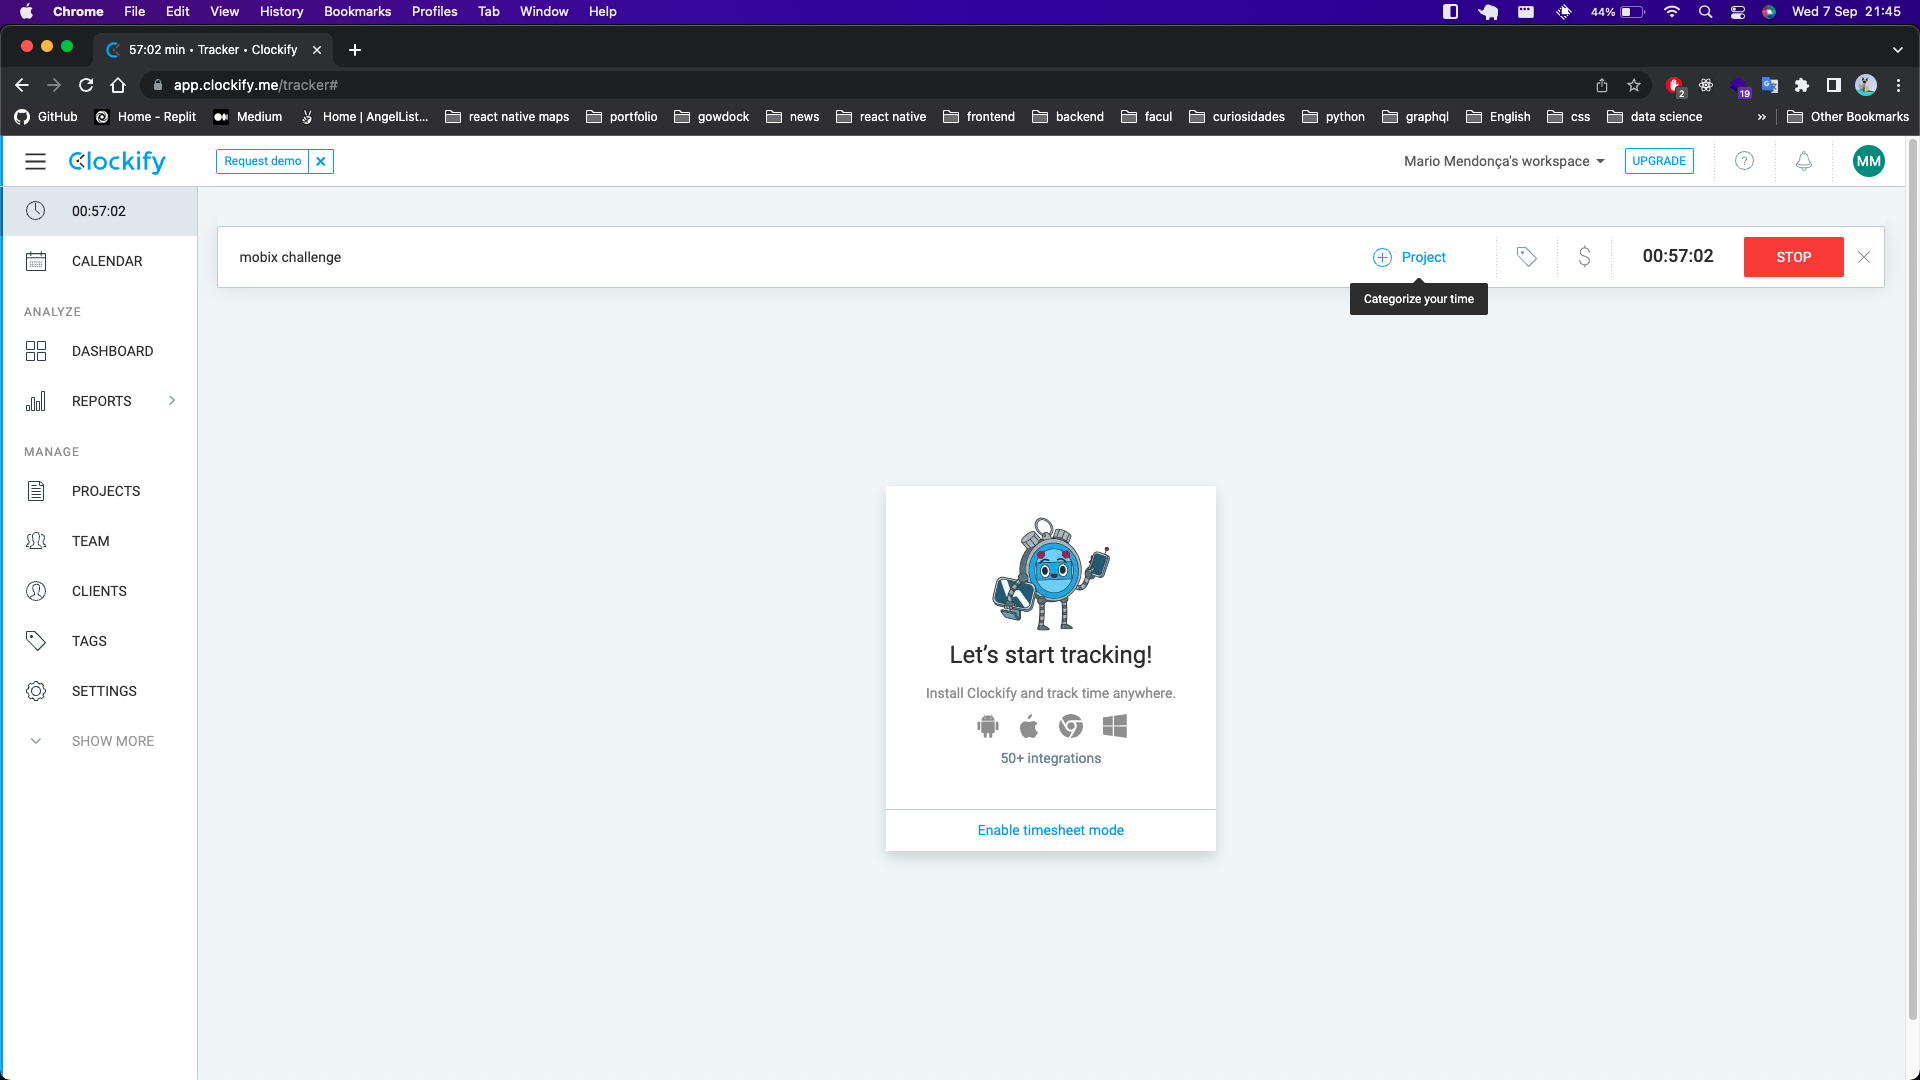 Chrome File Edit View History Bookmarks Profiles Tab Window Help 44% Wed 7 Sep 21:45
57:02 min • Tracker • Clockify
app.clockify.me/tracker#
2
19
GitHub Home - Replit Medium Home | AngelList... react native maps portfolio gowdock news react native frontend backend facul curiosidades python graphql English css data science » Other Bookmarks
Clockify Request demo Mario Mendonça's workspace UPGRADE ? MM
00:57:02
CALENDAR
ANALYZE
DASHBOARD
REPORTS
MANAGE
PROJECTS
TEAM
CLIENTS
TAGS
SETTINGS
SHOW MORE
mobix challenge Project $ 00:57:02 STOP
Categorize your time
Let’s start tracking!
Install Clockify and track time anywhere.
50+ integrations
Enable timesheet mode